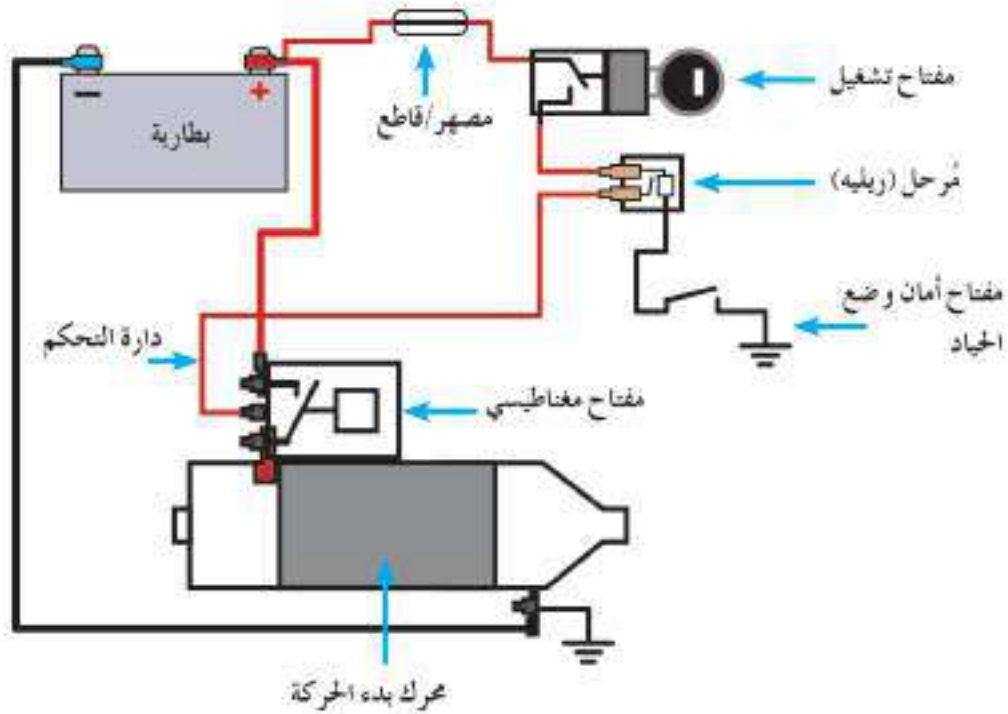 مفتاح تشغيل
مصهر/قاطع
بطارية
− +
مُرحل (ريليه)
مفتاح أمان وضع
الحياد
دارة التحكم
مفتاح مغناطيسي
محرك بدء الحركة